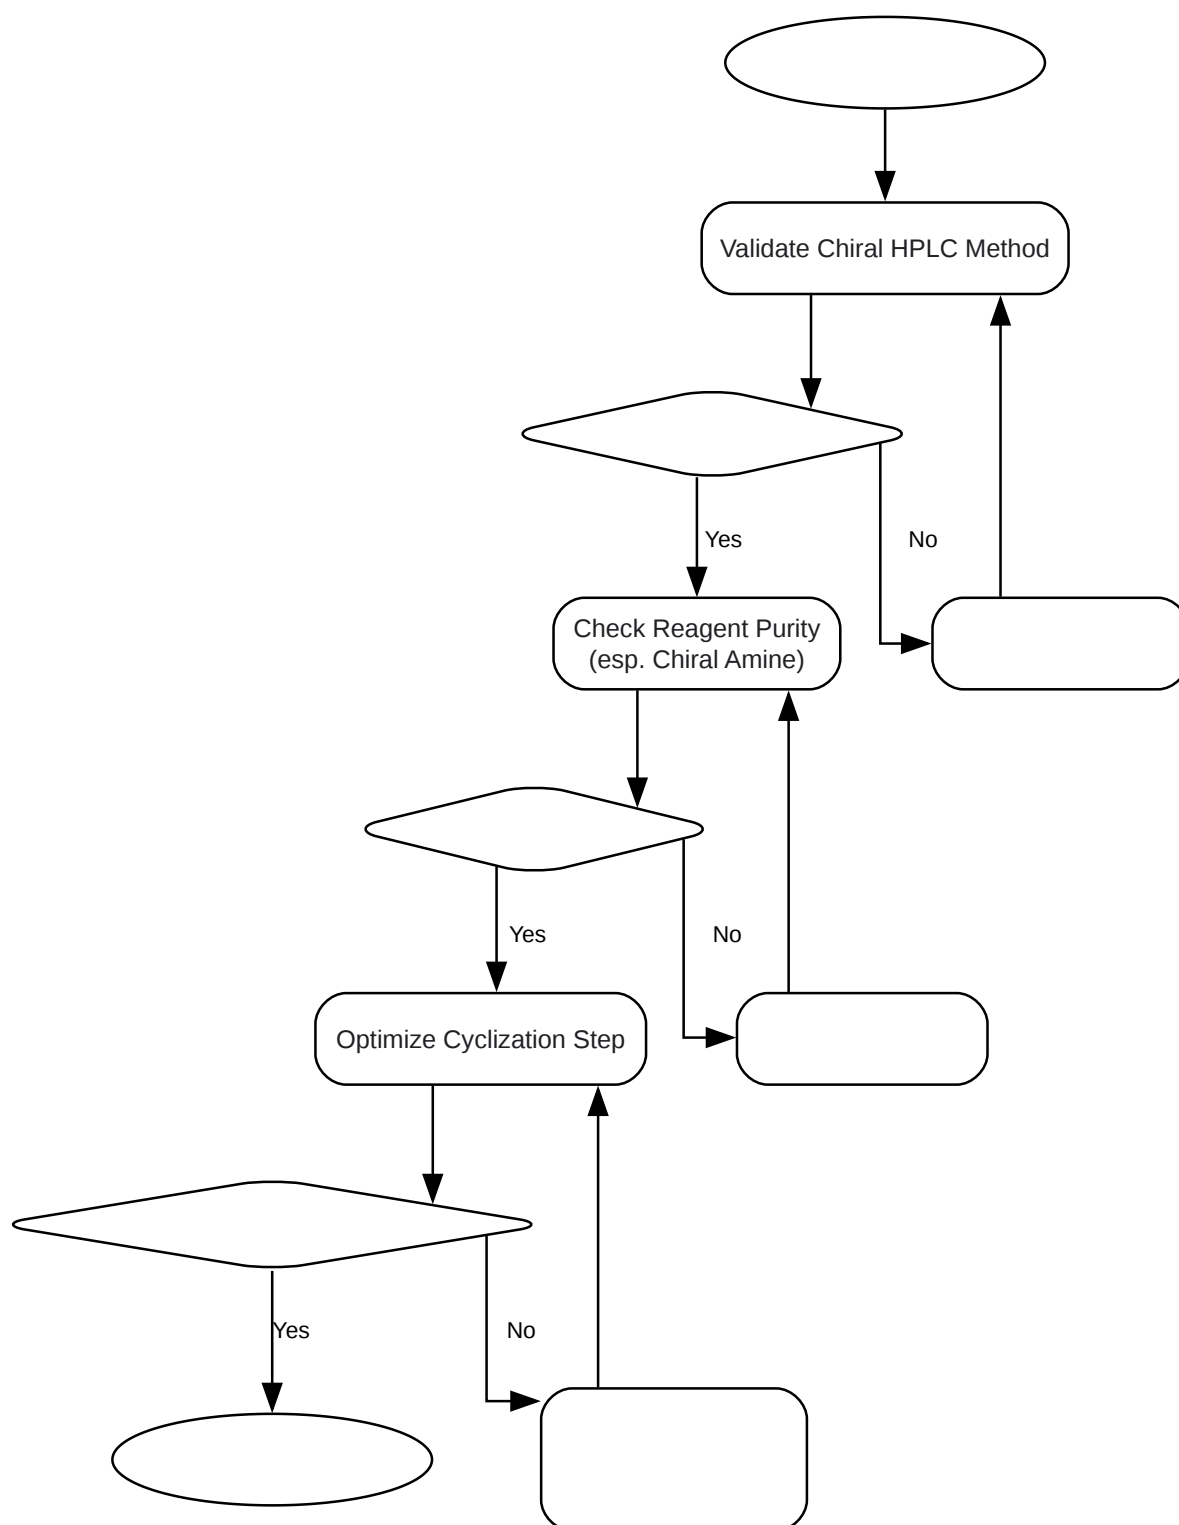 Validate Chiral HPLC Method
Yes
No
Check Reagent Purity
(esp. Chiral Amine)
Yes
No
Optimize Cyclization Step
Yes
No